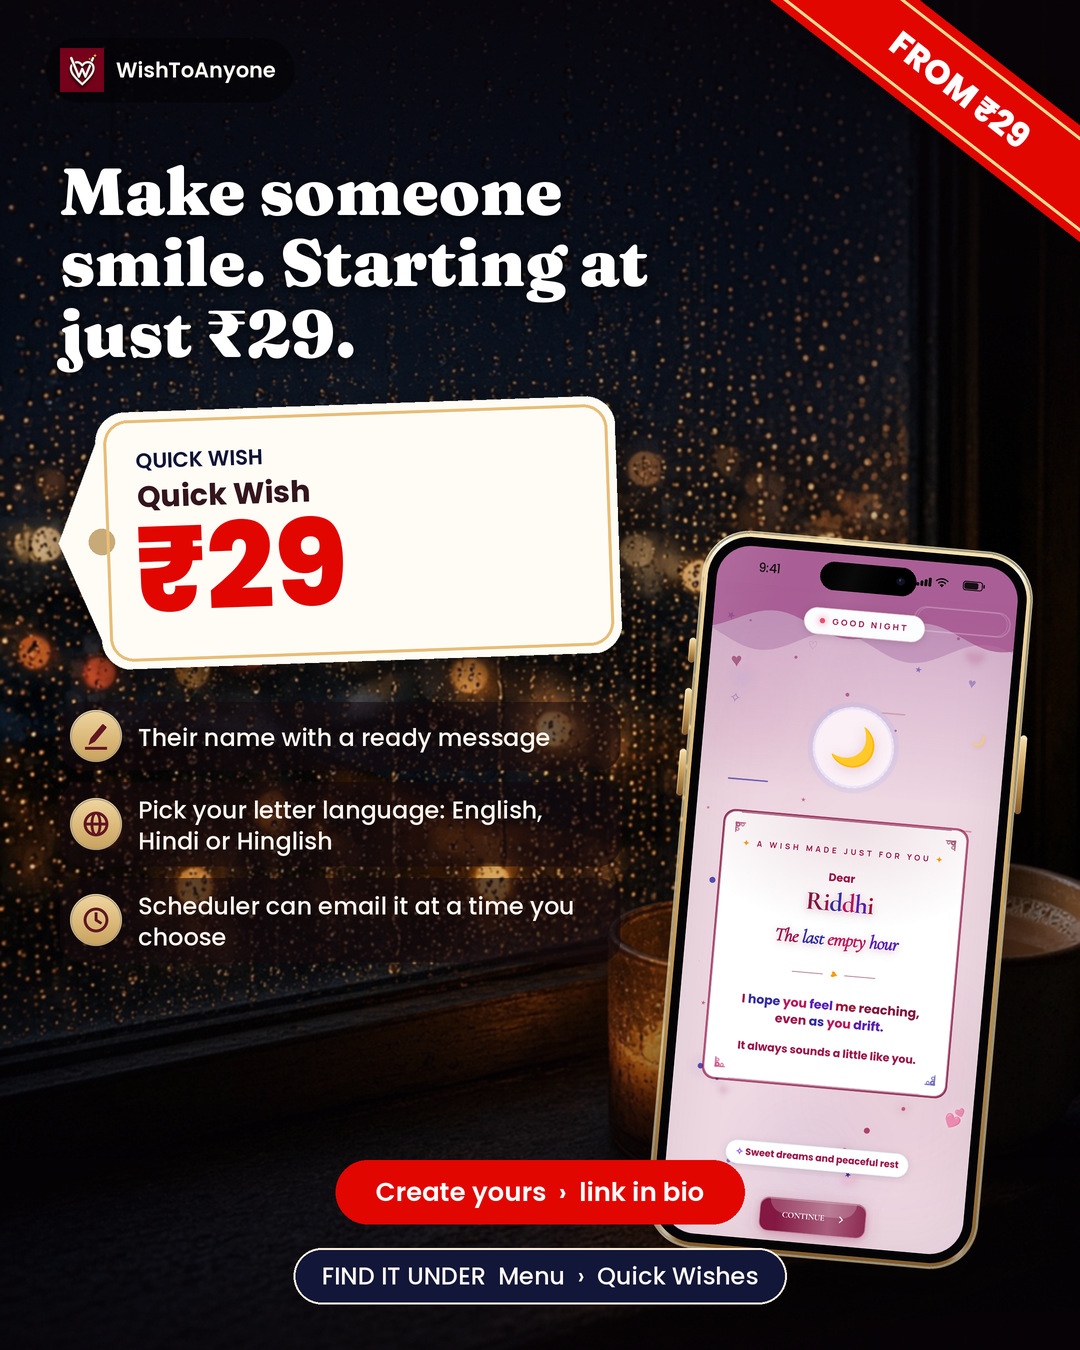 WishToAnyone
FROM ₹29
Make someone
smile. Starting at
just ₹29.
QUICK WISH
Quick Wish
₹29
Their name with a ready message
Pick your letter language: English,
Hindi or Hinglish
Scheduler can email it at a time you
choose
9:41
GOOD NIGHT
A WISH MADE JUST FOR YOU
Dear
Riddhi
The last empty hour
I hope you feel me reaching,
even as you drift.
It always sounds a little like you.
Sweet dreams and peaceful rest
CONTINUE ›
Create yours › link in bio
FIND IT UNDER Menu › Quick Wishes